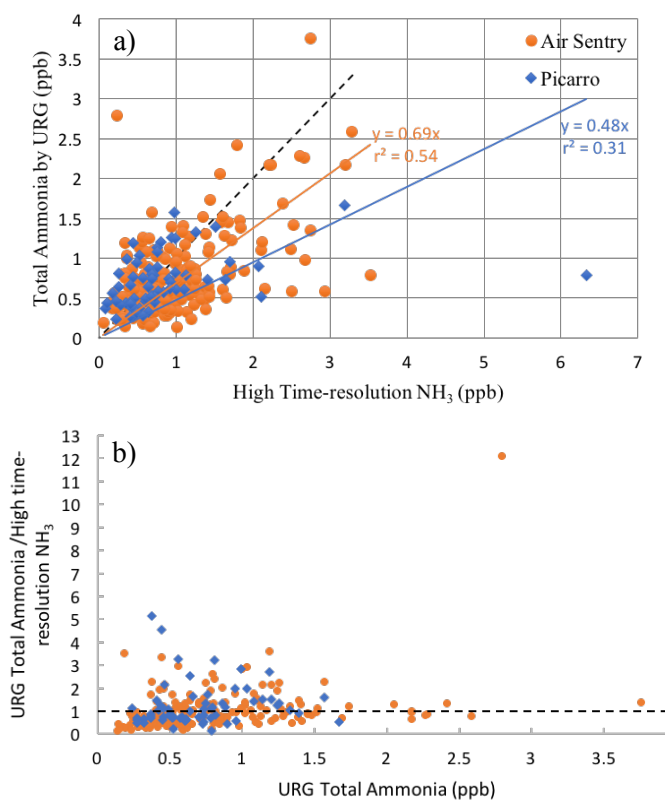 a)
Air Sentry
Picarro
y = 0.69x
r² = 0.54
y = 0.48x
r² = 0.31
Total Ammonia by URG (ppb)
4
3.5
3
2.5
2
1.5
1
0.5
0
0 1 2 3 4 5 6 7
High Time-resolution NH₃ (ppb)
b)
URG Total Ammonia /High time-
resolution NH₃
13
12
11
10
9
8
7
6
5
4
3
2
1
0
0 0.5 1 1.5 2 2.5 3 3.5
URG Total Ammonia (ppb)